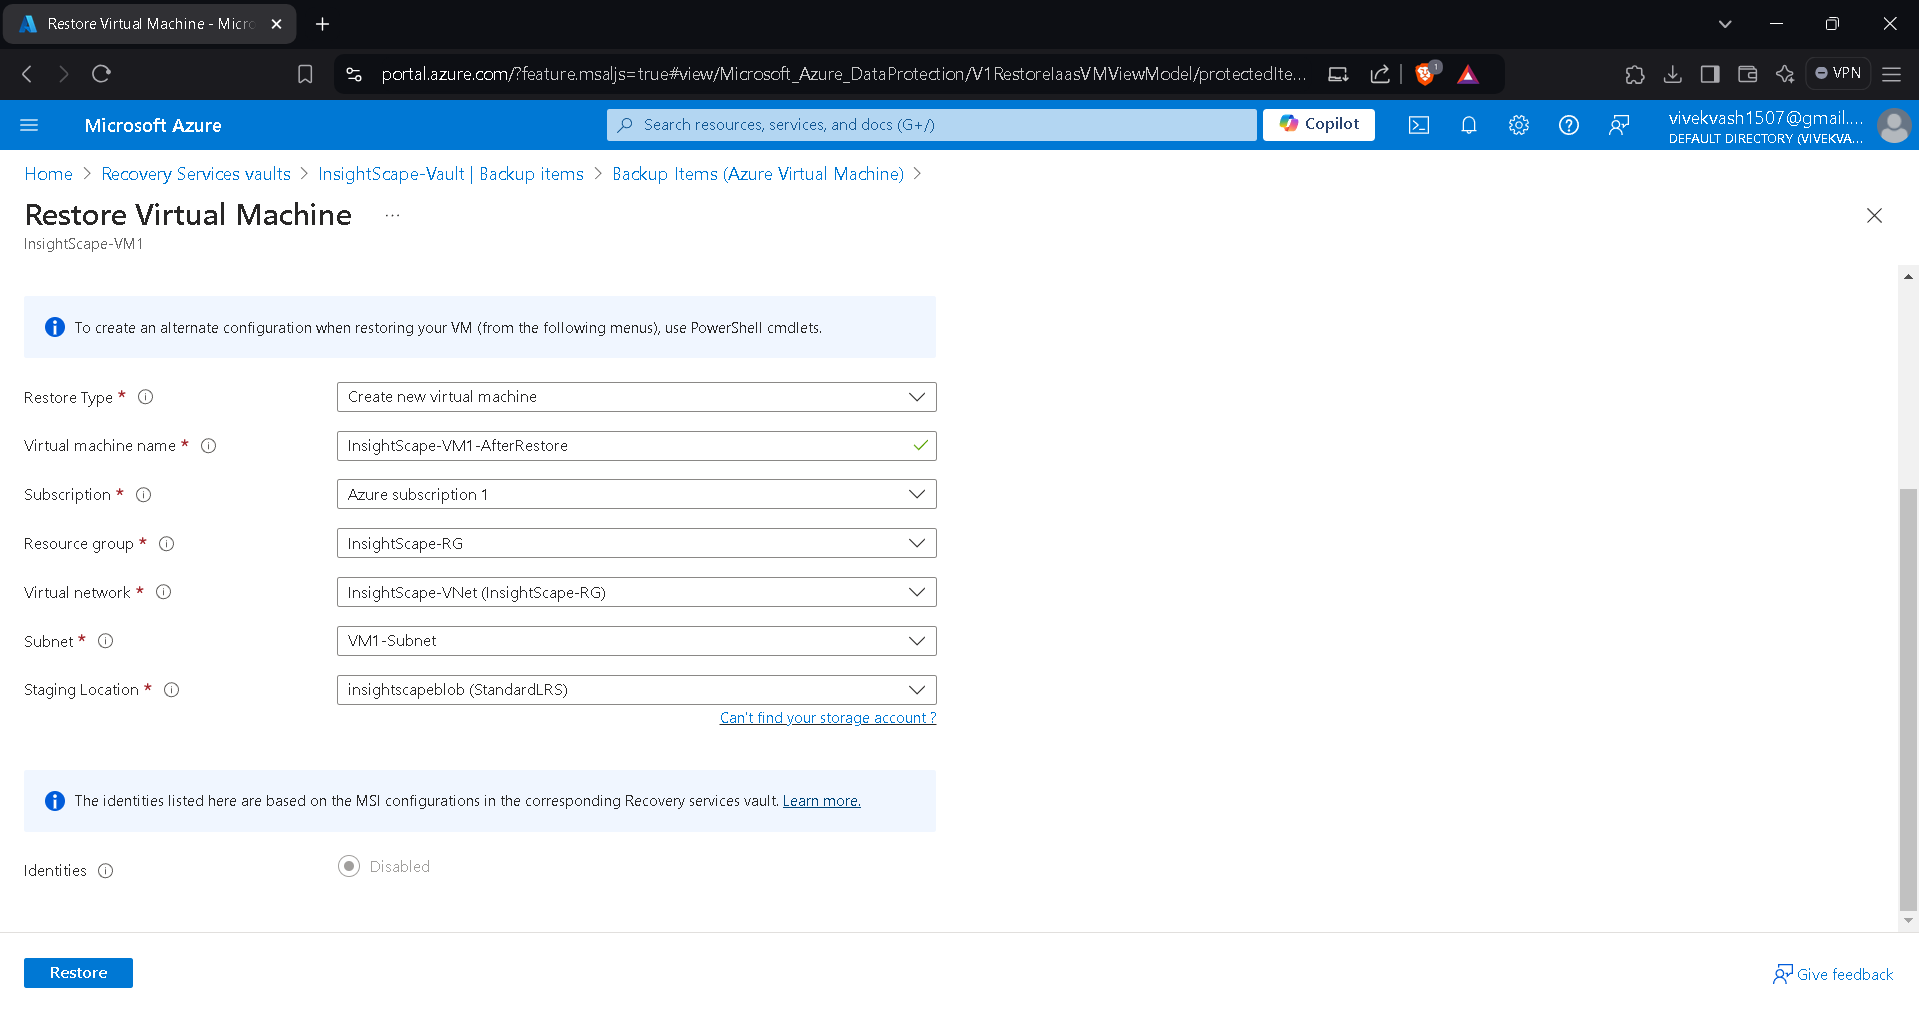 Restore Virtual Machine - Micro
portal.azure.com/?feature.msaljs=true#view/Microsoft_Azure_DataProtection/V1RestoreIaasVMViewModel/protectedIte...
1
VPN
Microsoft Azure
Search resources, services, and docs (G+/)
Copilot
vivekvash1507@gmail....
DEFAULT DIRECTORY (VIVEKVA...
Home > Recovery Services vaults > InsightScape-Vault | Backup items > Backup Items (Azure Virtual Machine) >
Restore Virtual Machine ...
InsightScape-VM1
To create an alternate configuration when restoring your VM (from the following menus), use PowerShell cmdlets.
Restore Type * Create new virtual machine
Virtual machine name * InsightScape-VM1-AfterRestore
Subscription * Azure subscription 1
Resource group * InsightScape-RG
Virtual network * InsightScape-VNet (InsightScape-RG)
Subnet * VM1-Subnet
Staging Location * insightscapeblob (StandardLRS)
Can't find your storage account ?
The identities listed here are based on the MSI configurations in the corresponding Recovery services vault. Learn more.
Identities Disabled
Restore
Give feedback